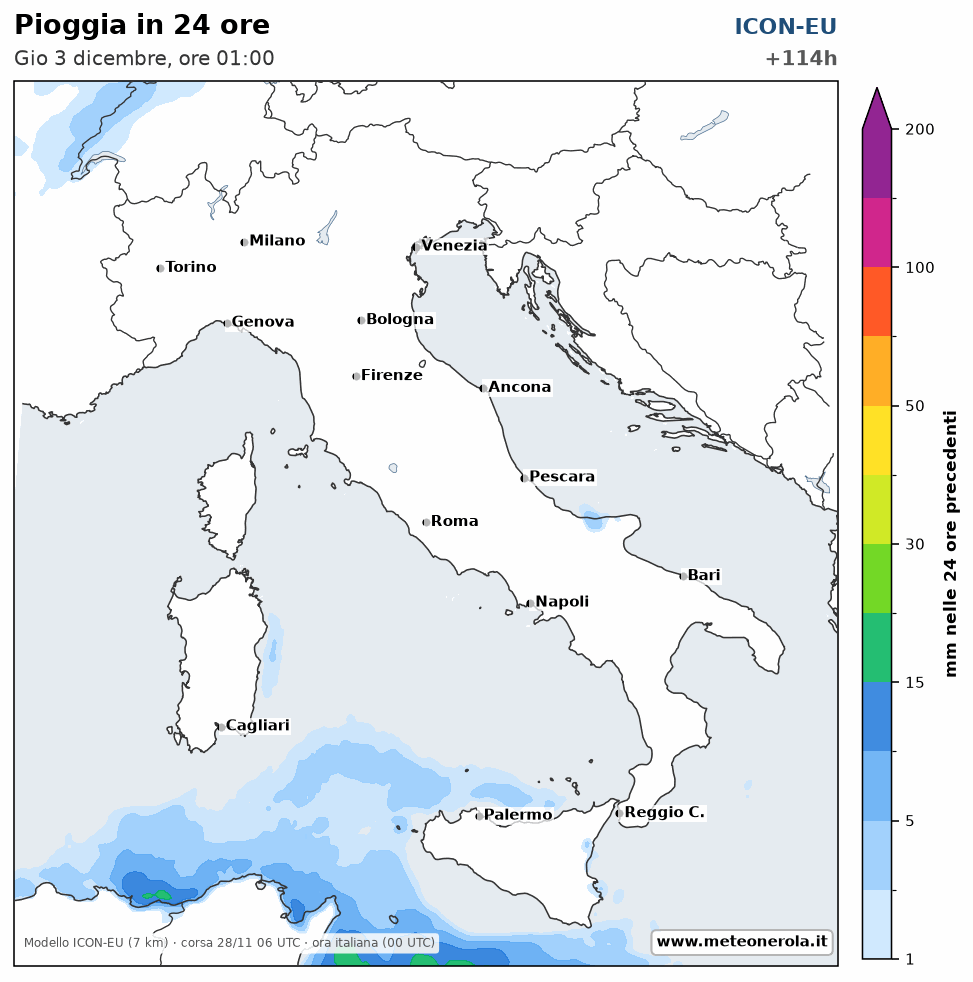 Pioggia in 24 ore
ICON-EU
Gio 3 dicembre, ore 01:00
+114h
200
Milano
Venezia
Torino
100
Bologna
Genova
Firenze
Ancona
50
Pescara
Roma
30
Bari
Napoli
mm nelle 24 ore precedenti
15
Cagliari
Palermo
Reggio C.
5
Modello ICON-EU (7 km) · corsa 28/11 06 UTC · ora italiana (00 UTC)
www.meteonerola.it
1